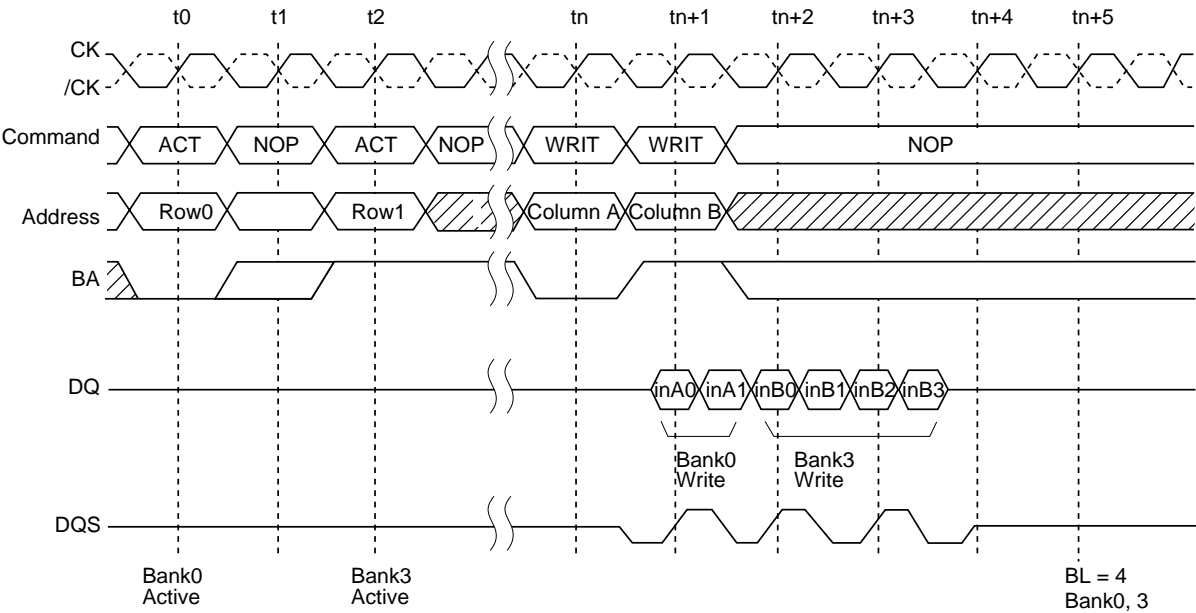 t0 t1 t2 tn tn+1 tn+2 tn+3 tn+4 tn+5
CK
/CK
Command ACT NOP ACT NOP WRIT WRIT NOP
Address Row0 Row1 Column A Column B
BA
DQ inA0 inA1 inB0 inB1 inB2 inB3
Bank0 Bank3
Write Write
DQS
Bank0 Bank3 BL = 4
Active Active Bank0, 3